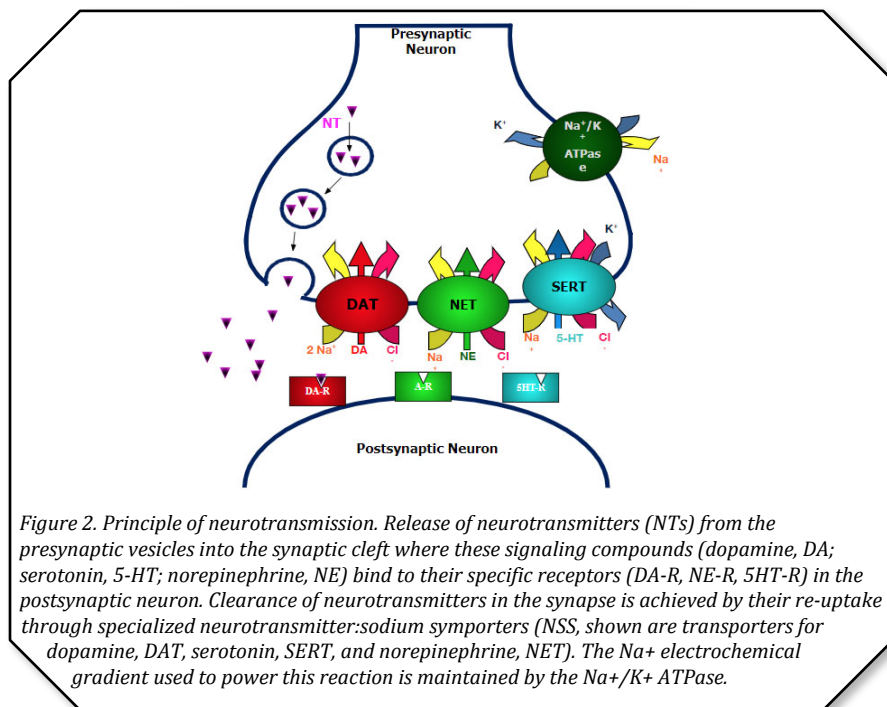 Presynaptic
Neuron
NT
K⁺
Na⁺/K
+
ATPas
e
Na
+
K⁺
DAT
NET
SERT
2 Na⁺
DA
Cl
-
Na
+
NE
Cl
-
Na
+
5-HT
Cl
-
DA-R
A-R
5HT-R
Postsynaptic Neuron
Figure 2. Principle of neurotransmission. Release of neurotransmitters (NTs) from the
presynaptic vesicles into the synaptic cleft where these signaling compounds (dopamine, DA;
serotonin, 5-HT; norepinephrine, NE) bind to their specific receptors (DA-R, NE-R, 5HT-R) in the
postsynaptic neuron. Clearance of neurotransmitters in the synapse is achieved by their re-uptake
through specialized neurotransmitter:sodium symporters (NSS, shown are transporters for
dopamine, DAT, serotonin, SERT, and norepinephrine, NET). The Na+ electrochemical
gradient used to power this reaction is maintained by the Na+/K+ ATPase.